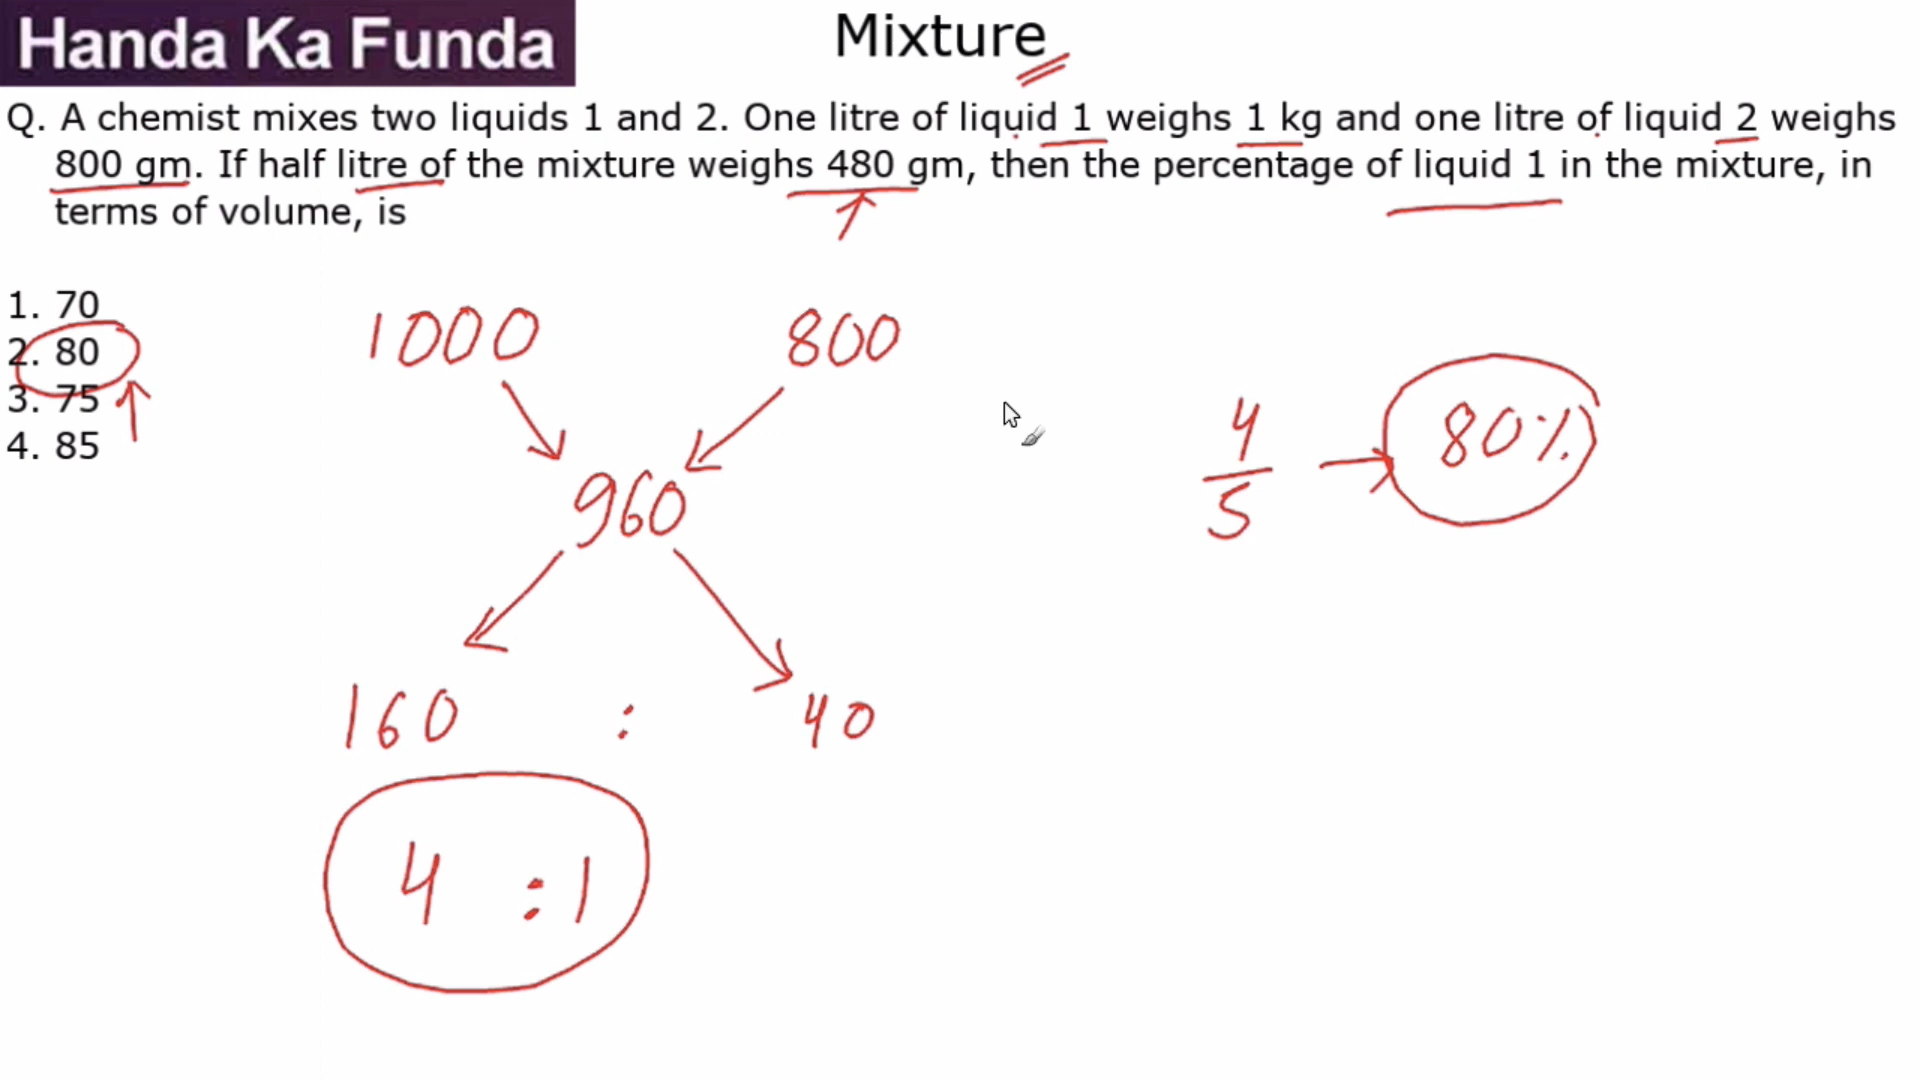 Handa Ka Funda
Mixture
Q. A chemist mixes two liquids 1 and 2. One litre of liquid 1 weighs 1 kg and one litre of liquid 2 weighs
800 gm. If half litre of the mixture weighs 480 gm, then the percentage of liquid 1 in the mixture, in
terms of volume, is
1. 70
2. 80
3. 75
4. 85
1000 800
960
160 : 40
4 : 1
4
5
80%